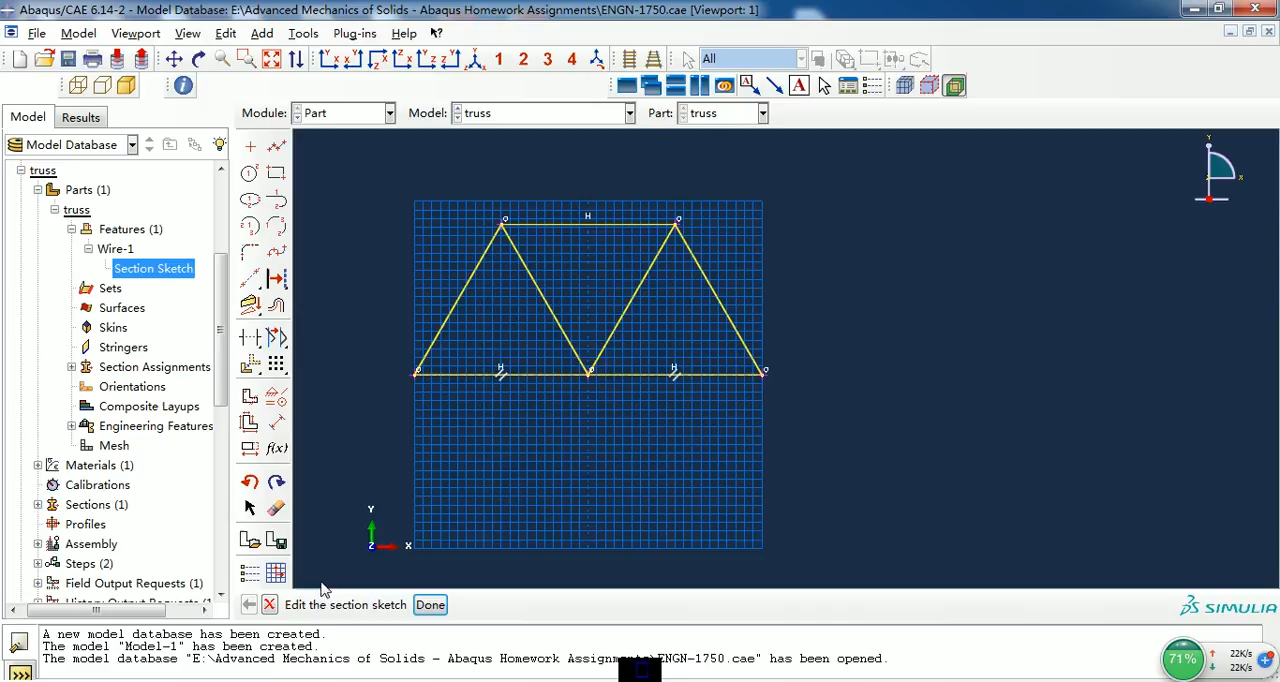 Abaqus/CAE 6.14-2 - Model Database: E:\Advanced Mechanics of Solids - Abaqus Homework Assignments\ENGN-1750.cae [Viewport: 1]
File Model Viewport View Edit Add Tools Plug-ins Help
1 2 3 4 All
A
Model Results Module: Part Model: truss Part: truss
Model Database
truss
Parts (1)
truss
Features (1)
Wire-1
Section Sketch
Sets
Surfaces
Skins
Stringers
Section Assignments
Orientations
Composite Layups
Engineering Features
Mesh
Materials (1)
Calibrations
Sections (1)
Profiles
Assembly
Steps (2)
Field Output Requests (1)
f(x)
Y
X
H
H
H
Y
Z
X
Edit the section sketch Done
SIMULIA
A new model database has been created.
The model "Model-1" has been created.
The model database "E:\Advanced Mechanics of Solids - Abaqus Homework Assignments\ENGN-1750.cae" has been opened.
71%
22K/s
22K/s